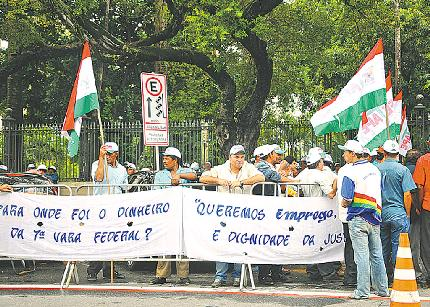 E
PARA ONDE FOI O DINHEIRO
DA 7ª VARA FEDERAL?
"QUEREMOS Emprego,
E DIGNIDADE DA JUS